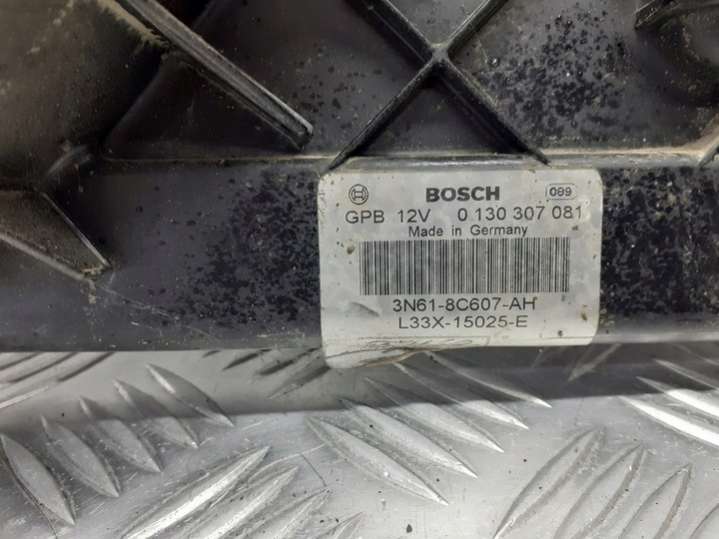 BOSCH 099
GPB 12V 0 130 307 081
Made in Germany
3N61-8C607-AH
L33X-15025-E